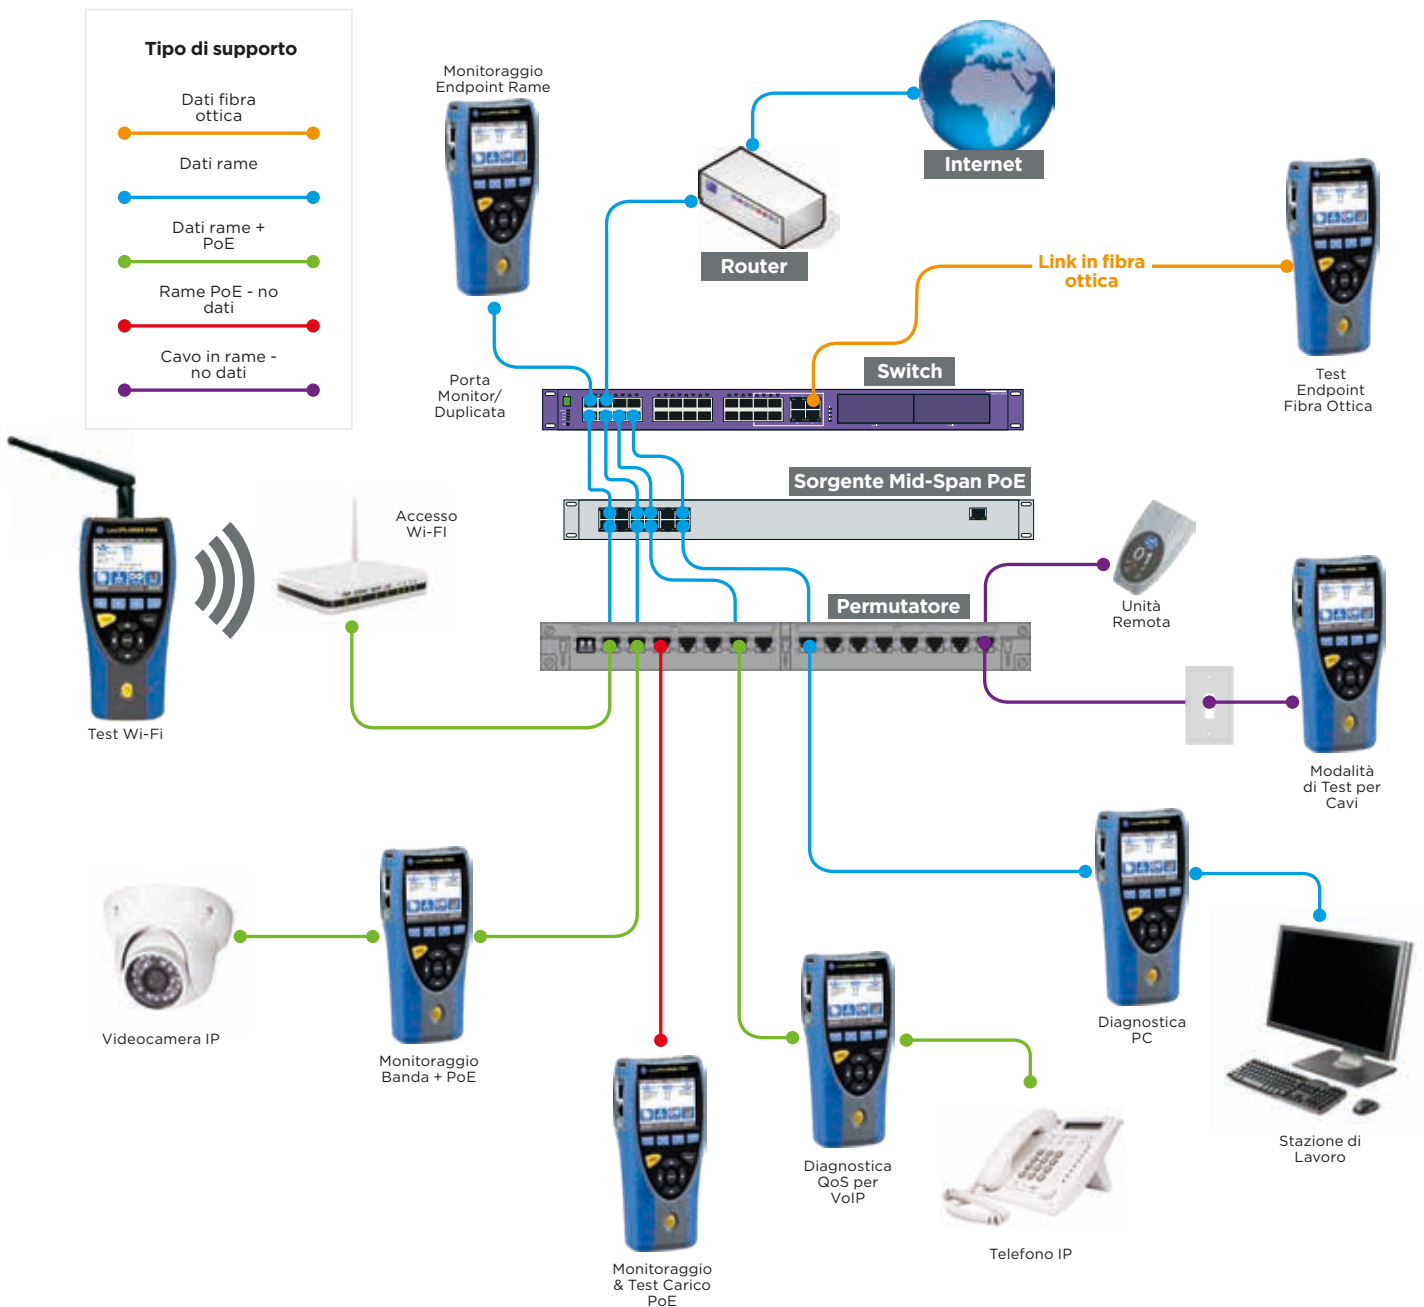 Tipo di supporto
Dati fibra
ottica
Dati rame
Dati rame +
PoE
Rame PoE - no
dati
Cavo in rame -
no dati
Monitoraggio
Endpoint Rame
Internet
Router
Link in fibra
ottica
Test
Endpoint
Fibra Ottica
Porta
Monitor/
Duplicata
Switch
Sorgente Mid-Span PoE
Accesso
Wi-FI
Test Wi-Fi
Permutatore
01
Unità
Remota
Modalità
di Test per
Cavi
Videocamera IP
Monitoraggio
Banda + PoE
Monitoraggio
& Test Carico
PoE
Diagnostica
QoS per
VoIP
Telefono IP
Diagnostica
PC
Stazione di
Lavoro